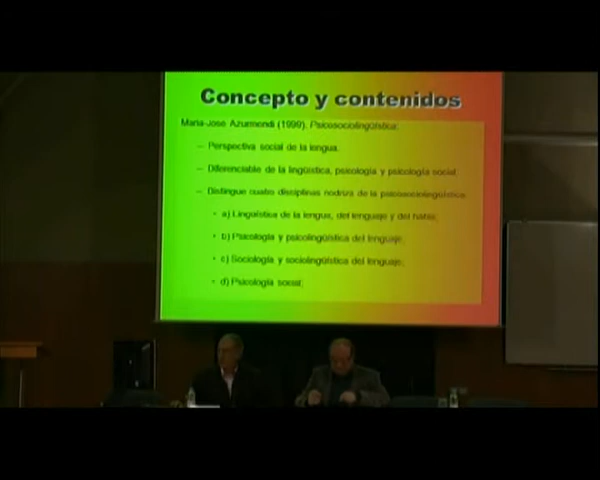 Concepto y contenidos
Maria-José Azurmendi (1999). Psicosociolingüística:
– Perspectiva social de la lengua.
– Diferenciable de la lingüística, psicología y psicología social.
– Distingue cuatro disciplinas nodriza de la psicosociolingüística:
• a) Lingüística de la lengua, del lenguaje y del habla;
• b) Psicología y psicolingüística del lenguaje;
• c) Sociología y sociolingüística del lenguaje;
• d) Psicología social;